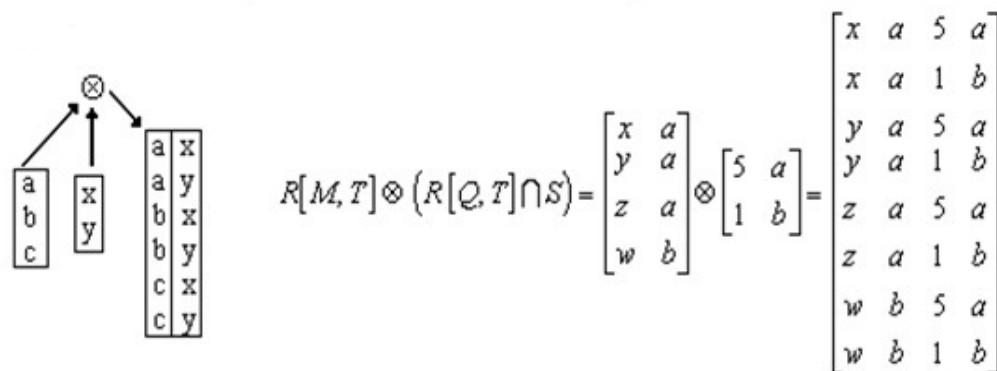 ⊗
a
b
c
x
y
a x
a y
b x
b y
c x
c y
R[M,T]⊗(R[Q,T]⋂S)=[x a y a z a w b]⊗[5 a 1 b]=[x a 5 a x a 1 b y a 5 a y a 1 b z a 5 a z a 1 b w b 5 a w b 1 b]